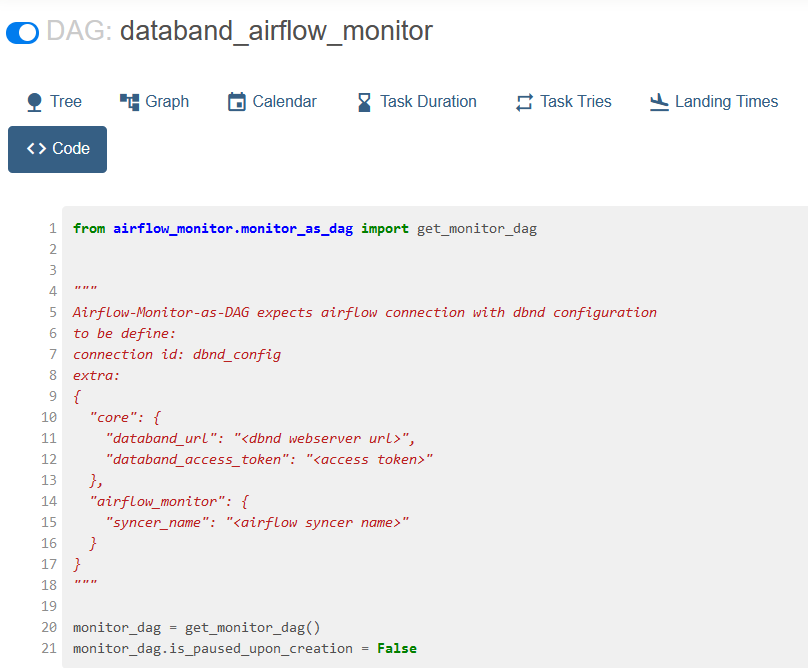 DAG: databand_airflow_monitor
Tree Graph Calendar Task Duration Task Tries Landing Times
<> Code
1 from airflow_monitor.monitor_as_dag import get_monitor_dag
2
3
4 """
5 Airflow-Monitor-as-DAG expects airflow connection with dbnd configuration
6 to be define:
7 connection id: dbnd_config
8 extra:
9 {
10   "core": {
11     "databand_url": "<dbnd webserver url>",
12     "databand_access_token": "<access token>"
13   },
14   "airflow_monitor": {
15     "syncer_name": "<airflow syncer name>"
16   }
17 }
18 """
19
20 monitor_dag = get_monitor_dag()
21 monitor_dag.is_paused_upon_creation = False